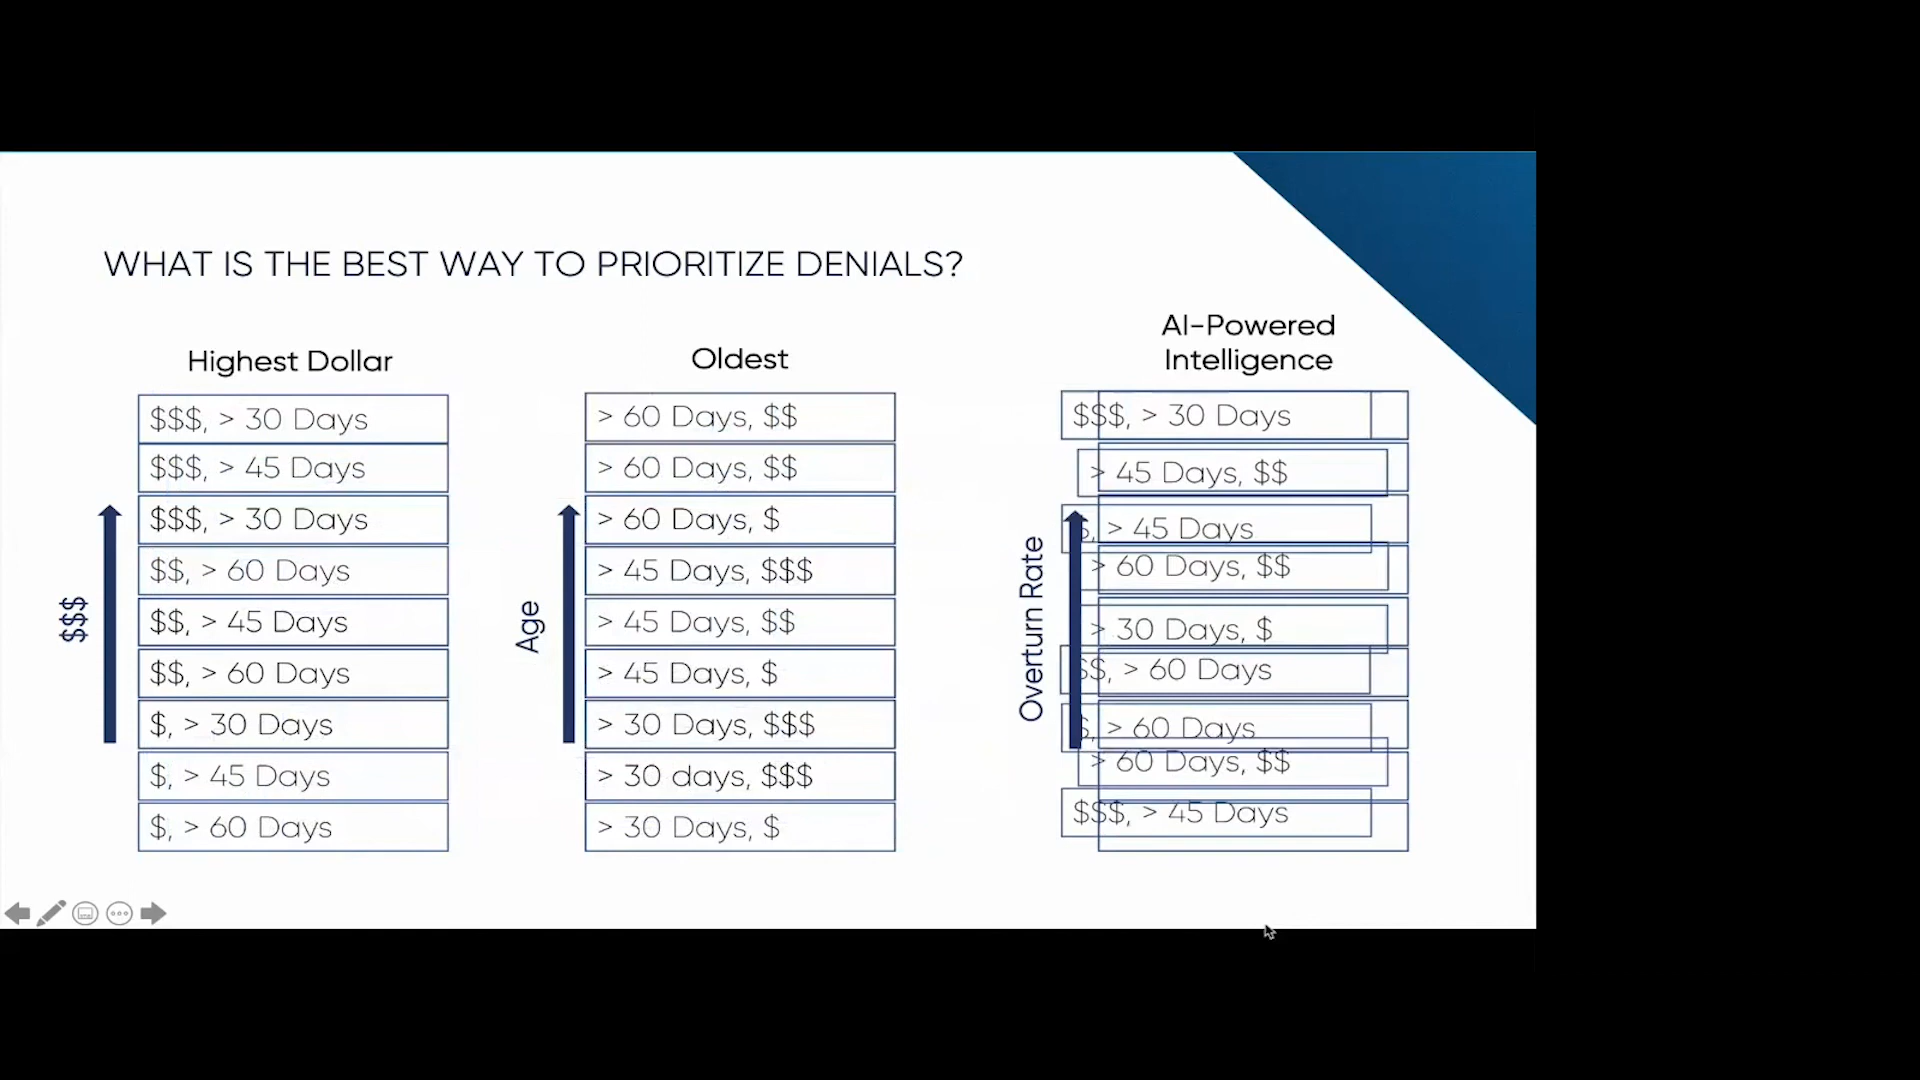 WHAT IS THE BEST WAY TO PRIORITIZE DENIALS?
Highest Dollar
$$$
$$$, > 30 Days
$$$, > 45 Days
$$$, > 30 Days
$$, > 60 Days
$$, > 45 Days
$$, > 60 Days
$, > 30 Days
$, > 45 Days
$, > 60 Days
Oldest
Age
> 60 Days, $$
> 60 Days, $$
> 60 Days, $
> 45 Days, $$$
> 45 Days, $$
> 45 Days, $
> 30 Days, $$$
> 30 days, $$$
> 30 Days, $
AI-Powered
Intelligence
Overturn Rate
$$$, > 30 Days
> 45 Days, $$
$, > 45 Days
> 60 Days, $$
> 30 Days, $
$$, > 60 Days
$, > 60 Days
> 60 Days, $$
$$$, > 45 Days